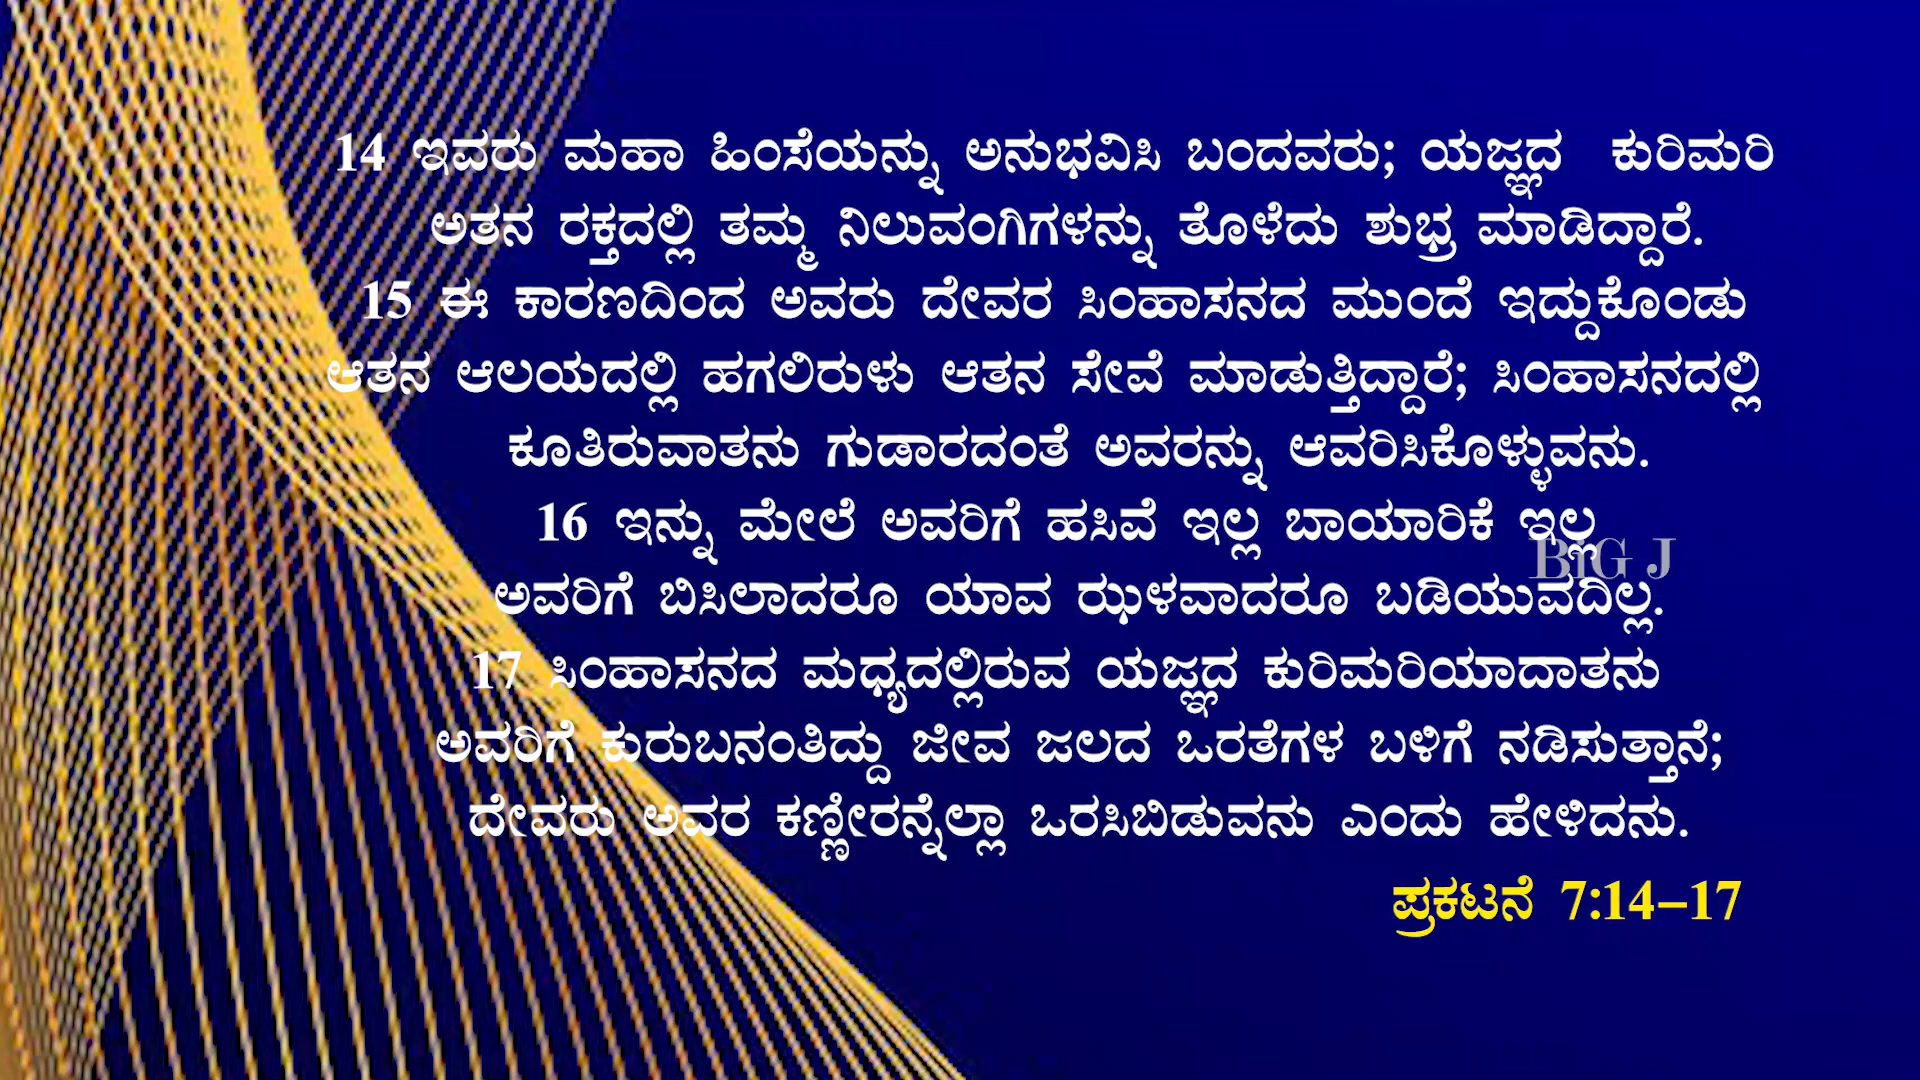 14 ಇವರು ಮಹಾ ಹಿಂಸೆಯನ್ನು ಅನುಭವಿಸಿ ಬಂದವರು; ಯಜ್ಞದ ಕುರಿಮರಿ
ಆತನ ರಕ್ತದಲ್ಲಿ ತಮ್ಮ ನಿಲುವಂಗಿಗಳನ್ನು ತೊಳೆದು ಶುಭ್ರ ಮಾಡಿದ್ದಾರೆ.
15 ಈ ಕಾರಣದಿಂದ ಅವರು ದೇವರ ಸಿಂಹಾಸನದ ಮುಂದೆ ಇದ್ದುಕೊಂಡು
ಆತನ ಆಲಯದಲ್ಲಿ ಹಗಲಿರುಳು ಆತನ ಸೇವೆ ಮಾಡುತ್ತಿದ್ದಾರೆ; ಸಿಂಹಾಸನದಲ್ಲಿ
ಕೂತಿರುವಾತನು ಗುಡಾರದಂತೆ ಅವರನ್ನು ಆವರಿಸಿಕೊಳ್ಳುವನು.
16 ಇನ್ನು ಮೇಲೆ ಅವರಿಗೆ ಹಸಿವೆ ಇಲ್ಲ ಬಾಯಾರಿಕೆ ಇಲ್ಲ
BiG J
ಅವರಿಗೆ ಬಿಸಿಲಾದರೂ ಯಾವ ಝಳವಾದರೂ ಬಡಿಯುವದಿಲ್ಲ.
17 ಸಿಂಹಾಸನದ ಮಧ್ಯದಲ್ಲಿರುವ ಯಜ್ಞದ ಕುರಿಮರಿಯಾದಾತನು
ಅವರಿಗೆ ಕುರುಬನಂತಿದ್ದು ಜೀವ ಜಲದ ಒರತೆಗಳ ಬಳಿಗೆ ನಡಿಸುತ್ತಾನೆ;
ದೇವರು ಅವರ ಕಣ್ಣೀರನ್ನೆಲ್ಲಾ ಒರಸಿಬಿಡುವನು ಎಂದು ಹೇಳಿದನು.
ಪ್ರಕಟನೆ 7:14-17